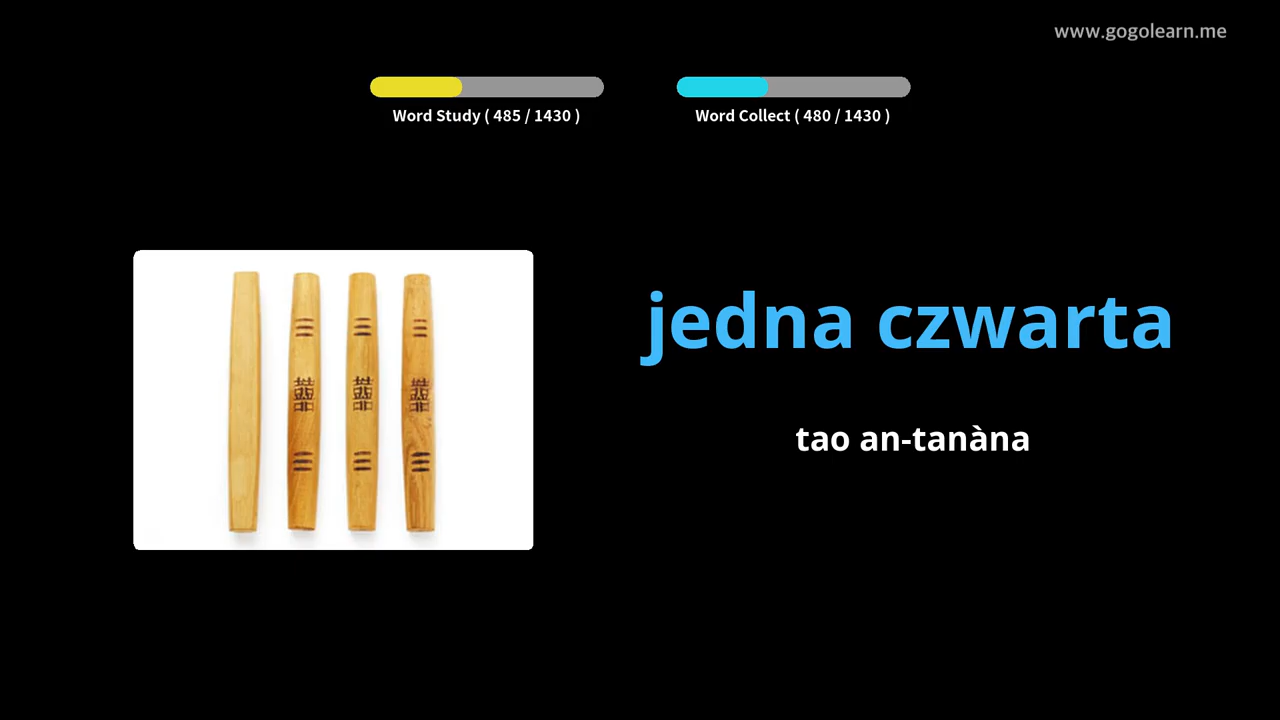 www.gogolearn.me
Word Study ( 485 / 1430 )
Word Collect ( 480 / 1430 )
jedna czwarta
tao an-tanàna